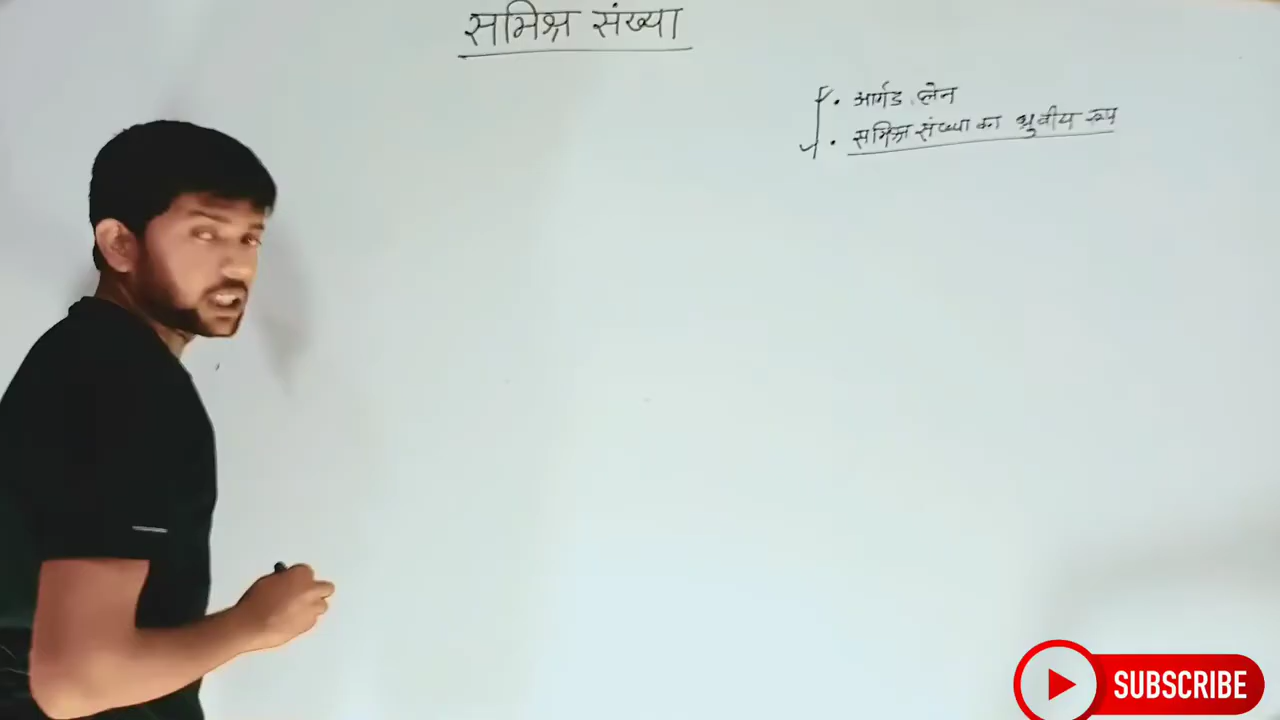 समिश्र संख्या
• आर्गंड प्लेन
• समिश्र संख्या का ध्रुवीय रूप
SUBSCRIBE